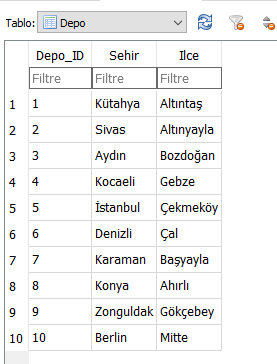 Tablo: Depo
Depo_ID Sehir Ilce
Filtre Filtre Filtre
1 1 Kütahya Altıntaş
2 2 Sivas Altınyayla
3 3 Aydın Bozdoğan
4 4 Kocaeli Gebze
5 5 İstanbul Çekmeköy
6 6 Denizli Çal
7 7 Karaman Başyayla
8 8 Konya Ahırlı
9 9 Zonguldak Gökçebey
10 10 Berlin Mitte